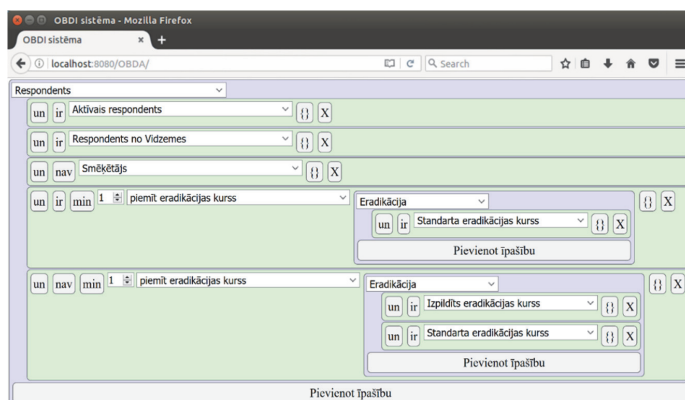 OBDI sistēma - Mozilla Firefox
OBDI sistēma × +
localhost:8080/OBDA/ Search
Respondents
un ir Aktīvais respondents {} X
un ir Respondents no Vidzemes {} X
un nav Smēķētājs {} X
un ir min 1 piemīt eradikācijas kurss Eradikācija {} X
un ir Standarta eradikācijas kurss {} X
Pievienot īpašību
un nav min 1 piemīt eradikācijas kurss Eradikācija {} X
un ir Izpildīts eradikācijas kurss {} X
un ir Standarta eradikācijas kurss {} X
Pievienot īpašību
Pievienot īpašību